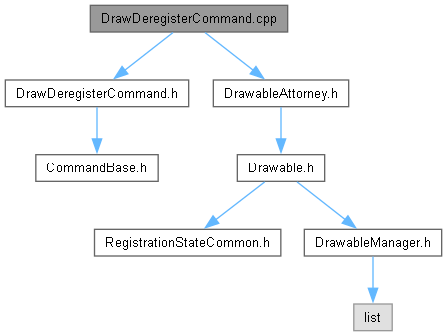 DrawDeregisterCommand.cpp
DrawDeregisterCommand.h
DrawableAttorney.h
CommandBase.h
Drawable.h
RegistrationStateCommon.h
DrawableManager.h
list